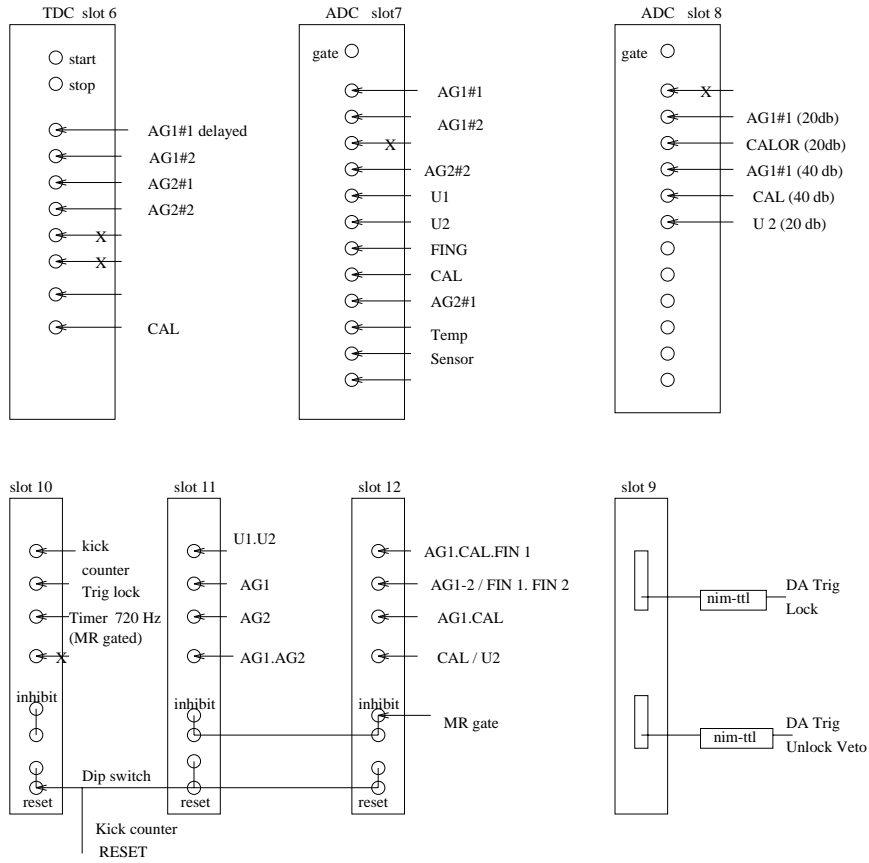 TDC slot 6
start
stop
AG1#1 delayed
AG1#2
AG2#1
AG2#2
X
X
CAL
ADC slot7
gate
AG1#1
AG1#2
X
AG2#2
U1
U2
FING
CAL
AG2#1
Temp
Sensor
ADC slot 8
gate
X
AG1#1 (20db)
CALOR (20db)
AG1#1 (40 db)
CAL (40 db)
U 2 (20 db)
slot 10
kick
counter
Trig lock
Timer 720 Hz
(MR gated)
X
inhibit
reset
Dip switch
Kick counter
RESET
slot 11
U1.U2
AG1
AG2
AG1.AG2
inhibit
reset
slot 12
AG1.CAL.FIN 1
AG1-2 / FIN 1. FIN 2
AG1.CAL
CAL / U2
inhibit
MR gate
reset
slot 9
nim-ttl
DA Trig
Lock
nim-ttl
DA Trig
Unlock Veto